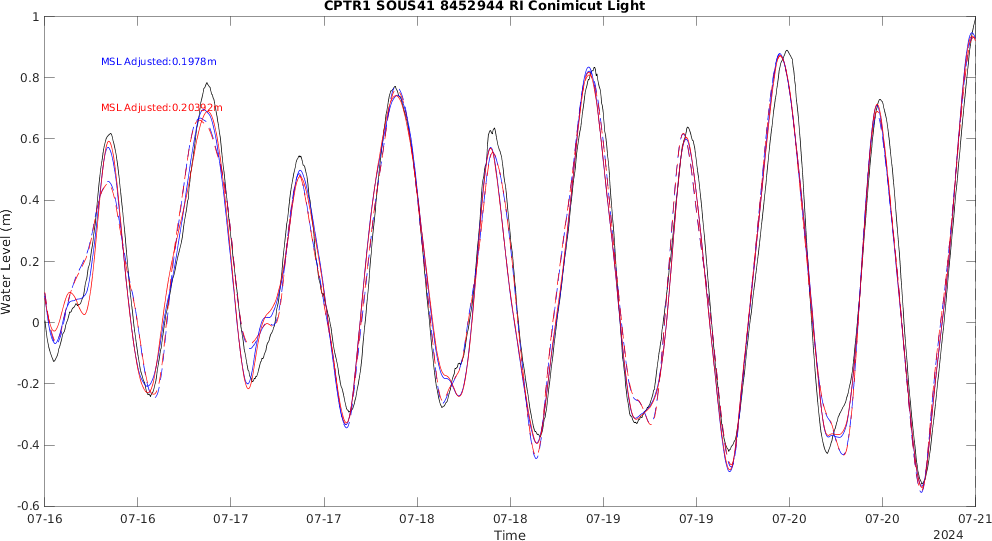 CPTR1 SOUS41 8452944 RI Conimicut Light
MSL Adjusted:0.1978m
MSL Adjusted:0.20392m
Water Level (m)
1
0.8
0.6
0.4
0.2
0
-0.2
-0.4
-0.6
07-16 07-16 07-17 07-17 07-18 07-18 07-19 07-19 07-20 07-20 07-21
Time
2024